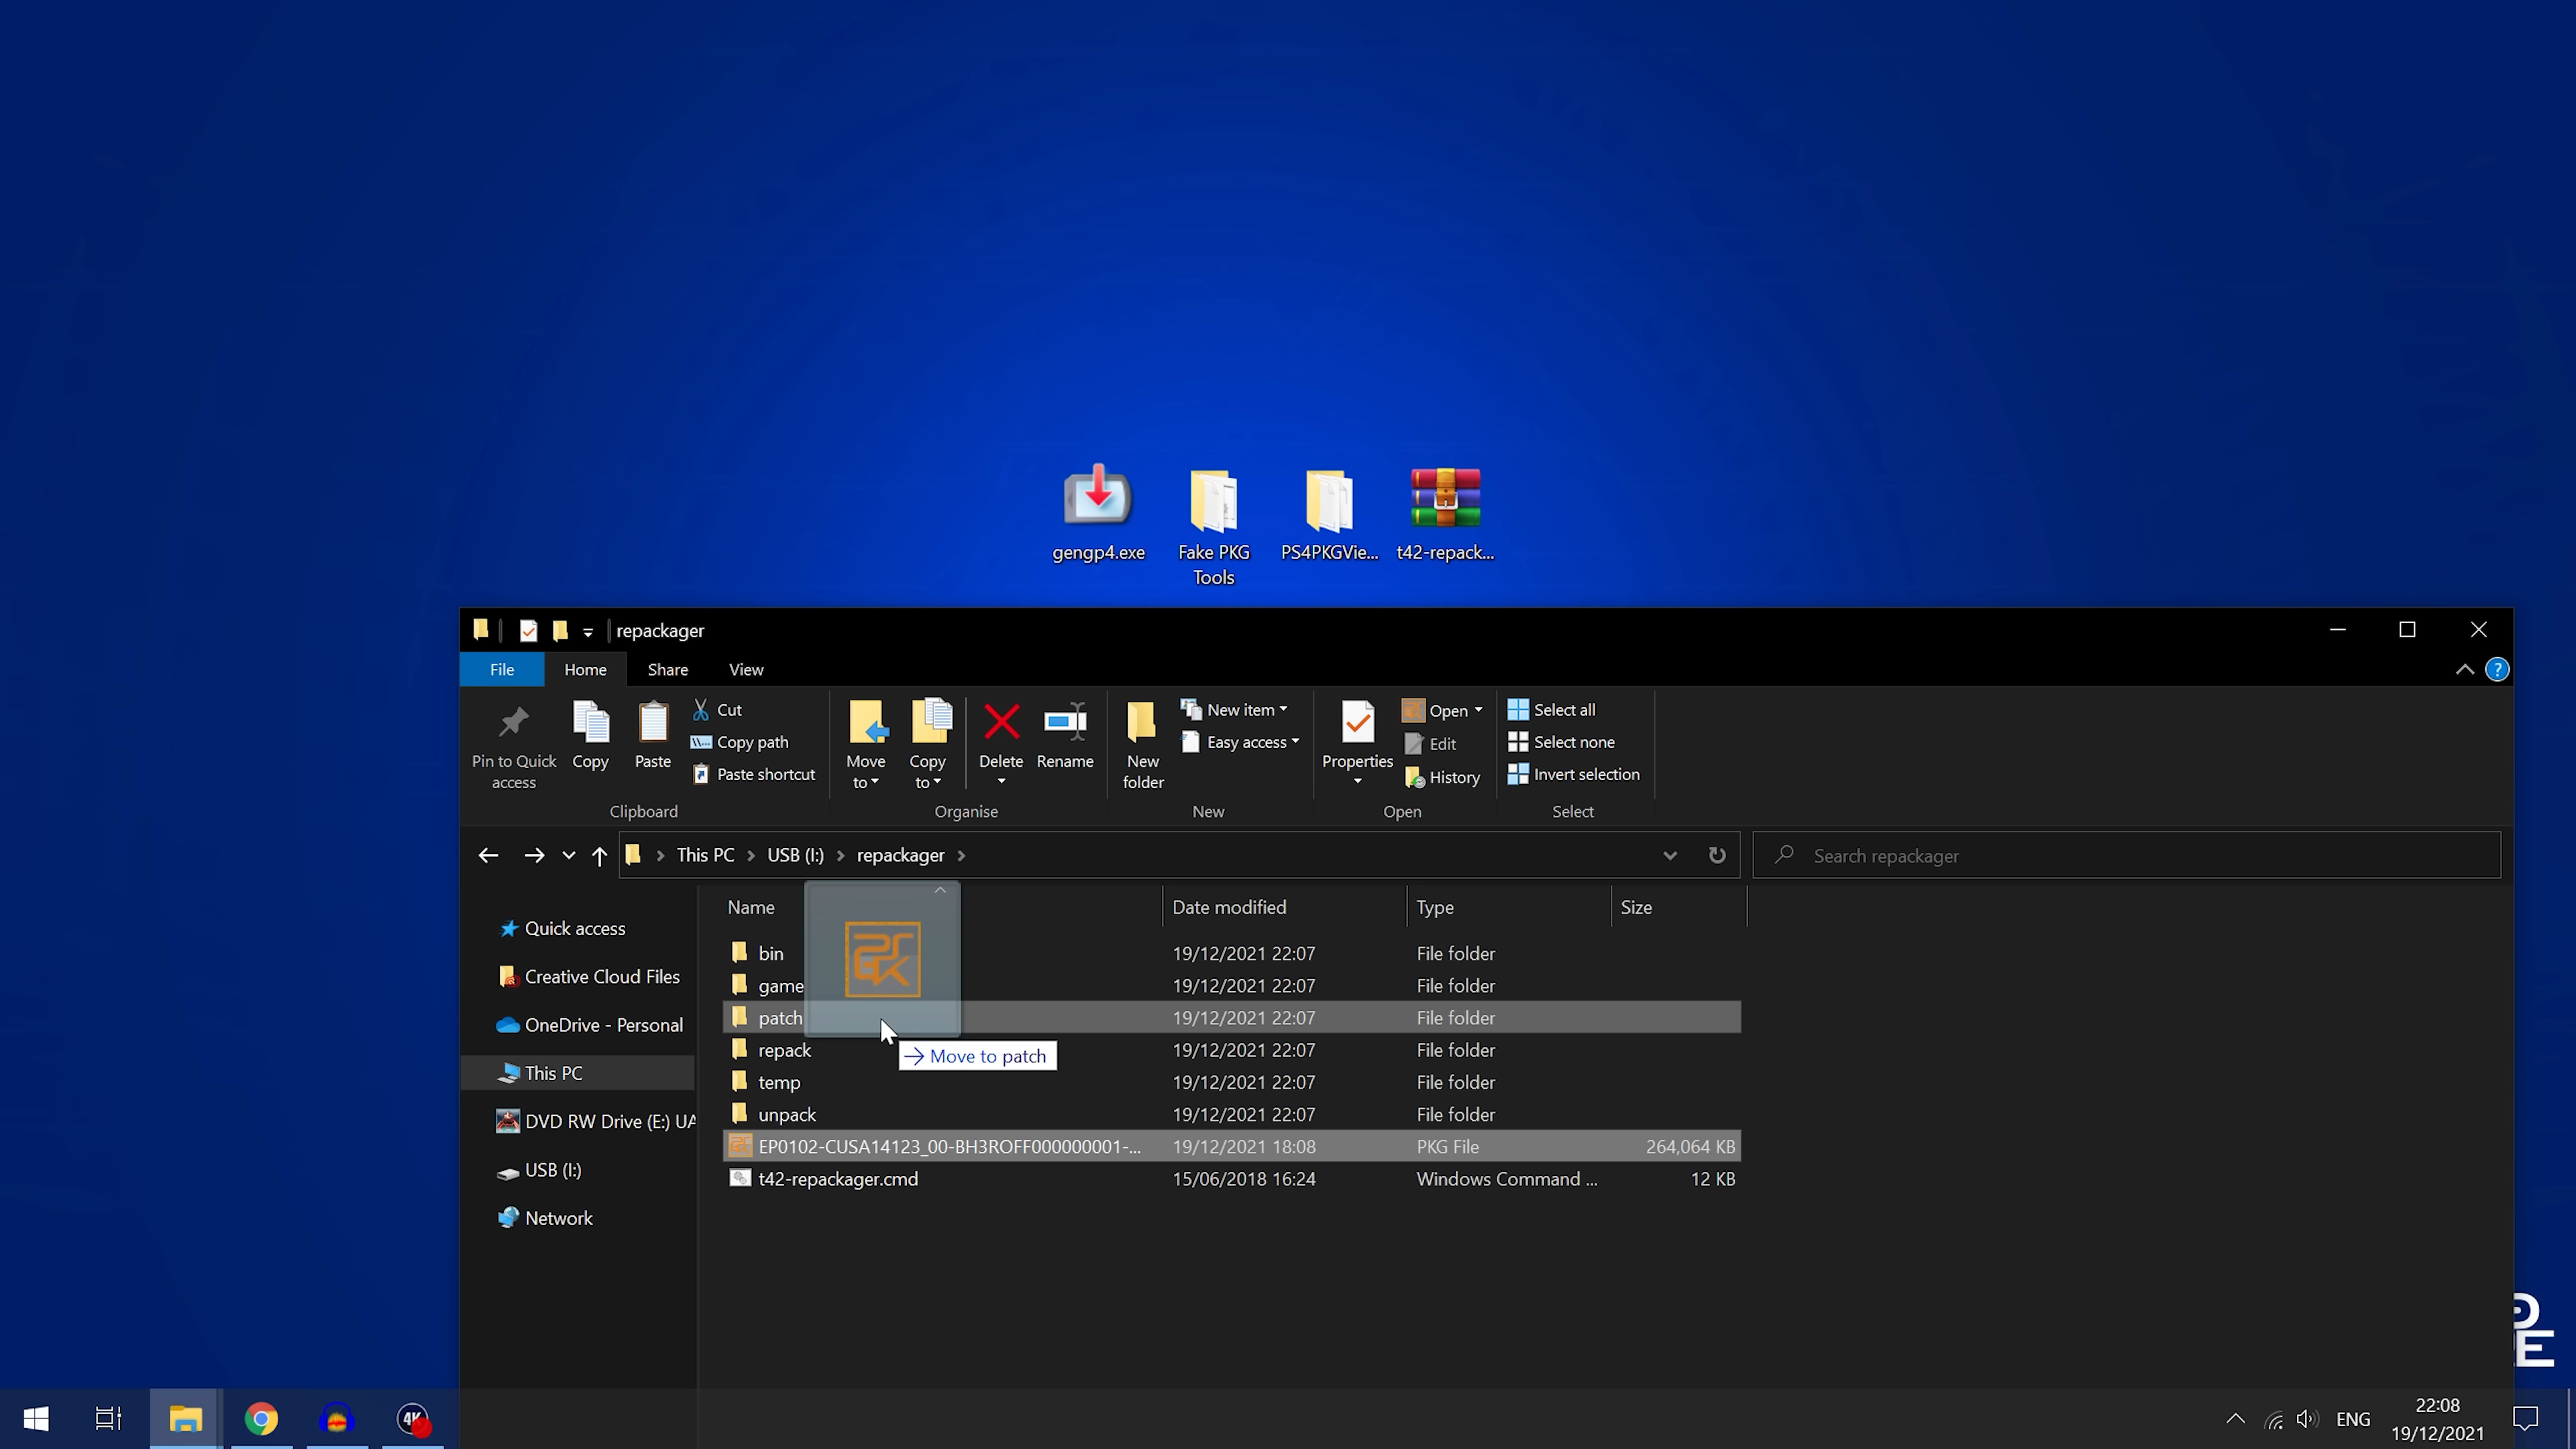 gengp4.exe
Fake PKG
Tools
PS4PKGVie...
t42-repack...
repackager
File
Home
Share
View
Pin to Quick
access
Copy
Paste
Cut
Copy path
Paste shortcut
Clipboard
Move
to
Copy
to
Delete
Rename
Organise
New
folder
New item
Easy access
New
Properties
Open
Edit
History
Open
Select all
Select none
Invert selection
Select
This PC
USB (I:)
repackager
Search repackager
Name
Date modified
Type
Size
Quick access
Creative Cloud Files
OneDrive - Personal
This PC
DVD RW Drive (E:) UA
USB (I:)
Network
bin 19/12/2021 22:07 File folder
game 19/12/2021 22:07 File folder
patch 19/12/2021 22:07 File folder
Move to patch
repack 19/12/2021 22:07 File folder
temp 19/12/2021 22:07 File folder
unpack 19/12/2021 22:07 File folder
EP0102-CUSA14123_00-BH3ROFF000000001-... 19/12/2021 18:08 PKG File 264,064 KB
t42-repackager.cmd 15/06/2018 16:24 Windows Command ... 12 KB
4K
ENG
22:08
19/12/2021